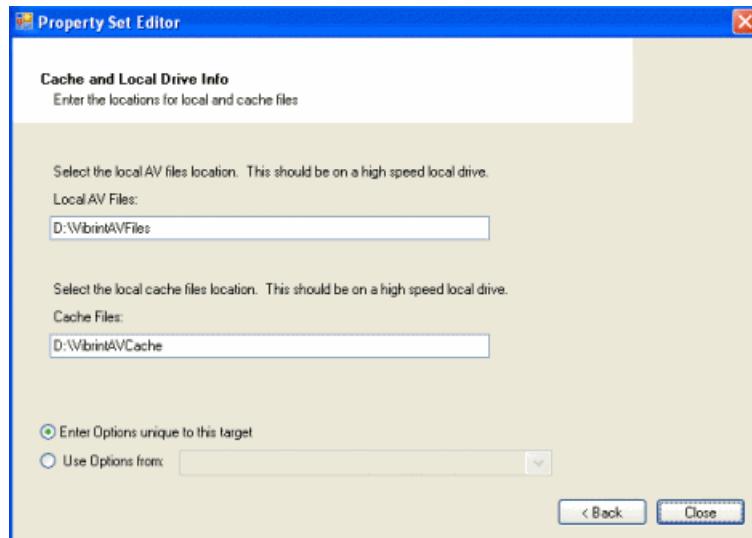 Property Set Editor
Cache and Local Drive Info
Enter the locations for local and cache files
Select the local AV files location. This should be on a high speed local drive.
Local AV Files:
D:\VibrintAVFiles
Select the local cache files location. This should be on a high speed local drive.
Cache Files:
D:\VibrintAVCache
Enter Options unique to this target
Use Options from:
< Back
Close